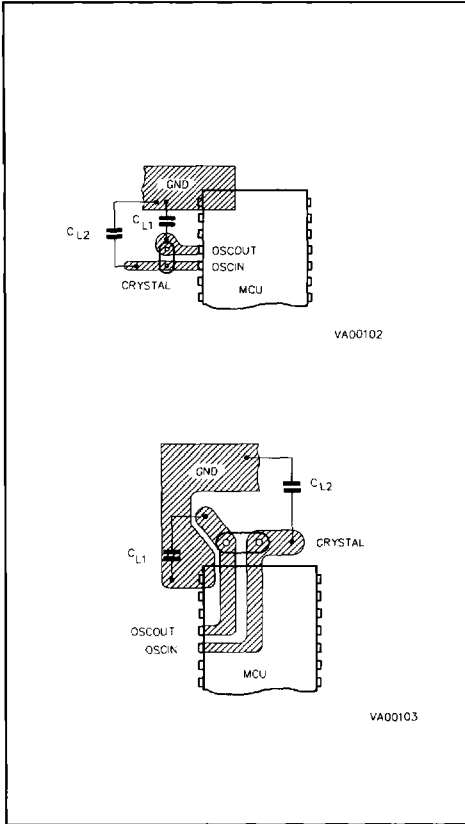 GND
C L1
C L2
OSCOUT
OSCIN
CRYSTAL
MCU
VA00102
GND
C L2
CRYSTAL
C L1
OSCOUT
OSCIN
MCU
VA00103